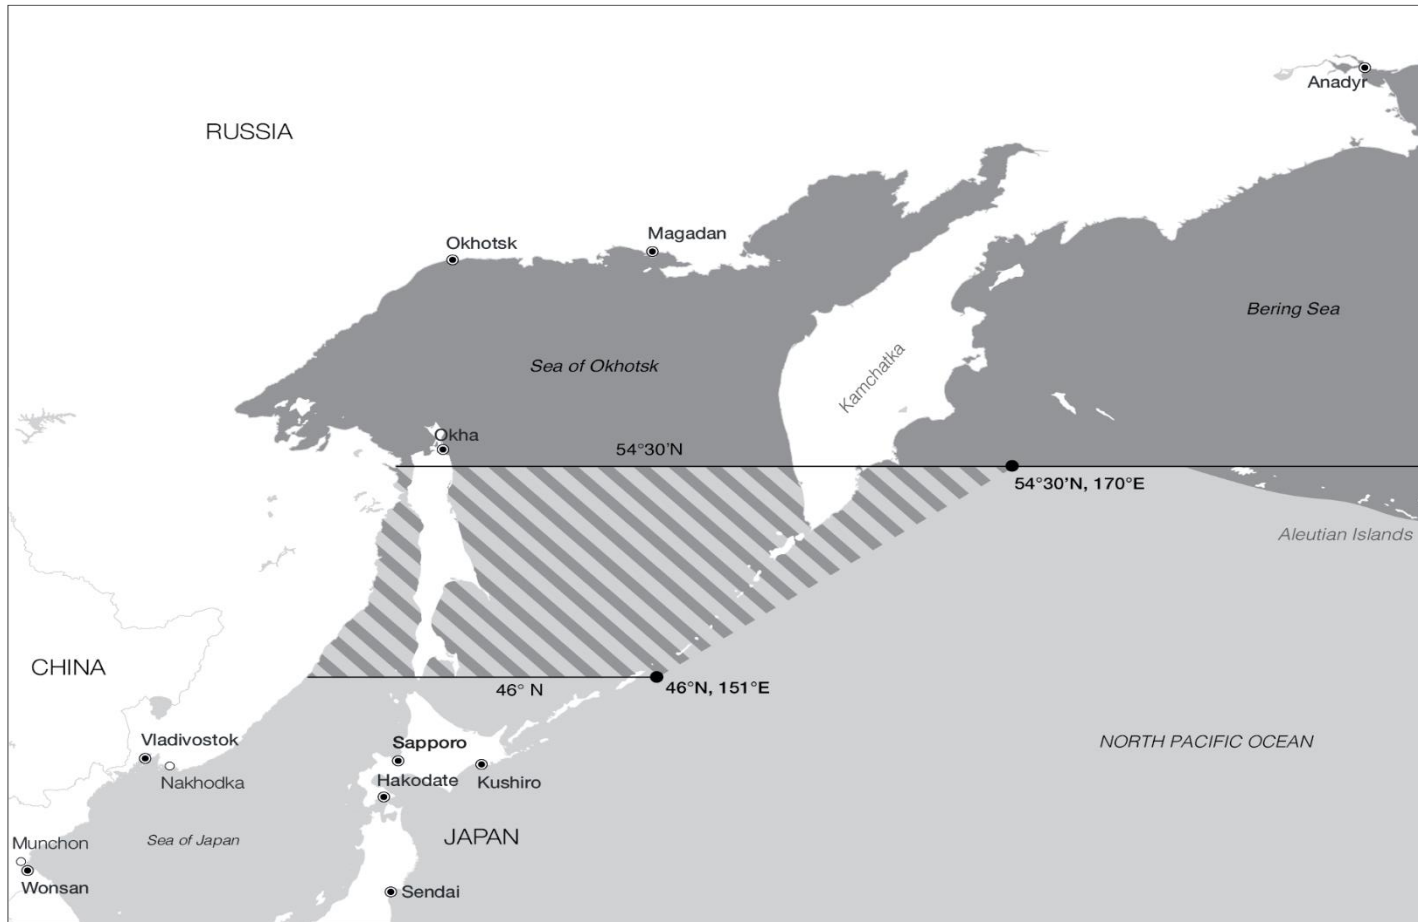 Anadyr
RUSSIA
Magadan
Okhotsk
Bering Sea
Sea of Okhotsk
Kamchatka
Okha
54°30'N
54°30'N, 170°E
Aleutian Islands
CHINA
46° N
46°N, 151°E
Vladivostok
Sapporo
NORTH PACIFIC OCEAN
Nakhodka
Hakodate
Kushiro
Sea of Japan
JAPAN
Munchon
Wonsan
Sendai